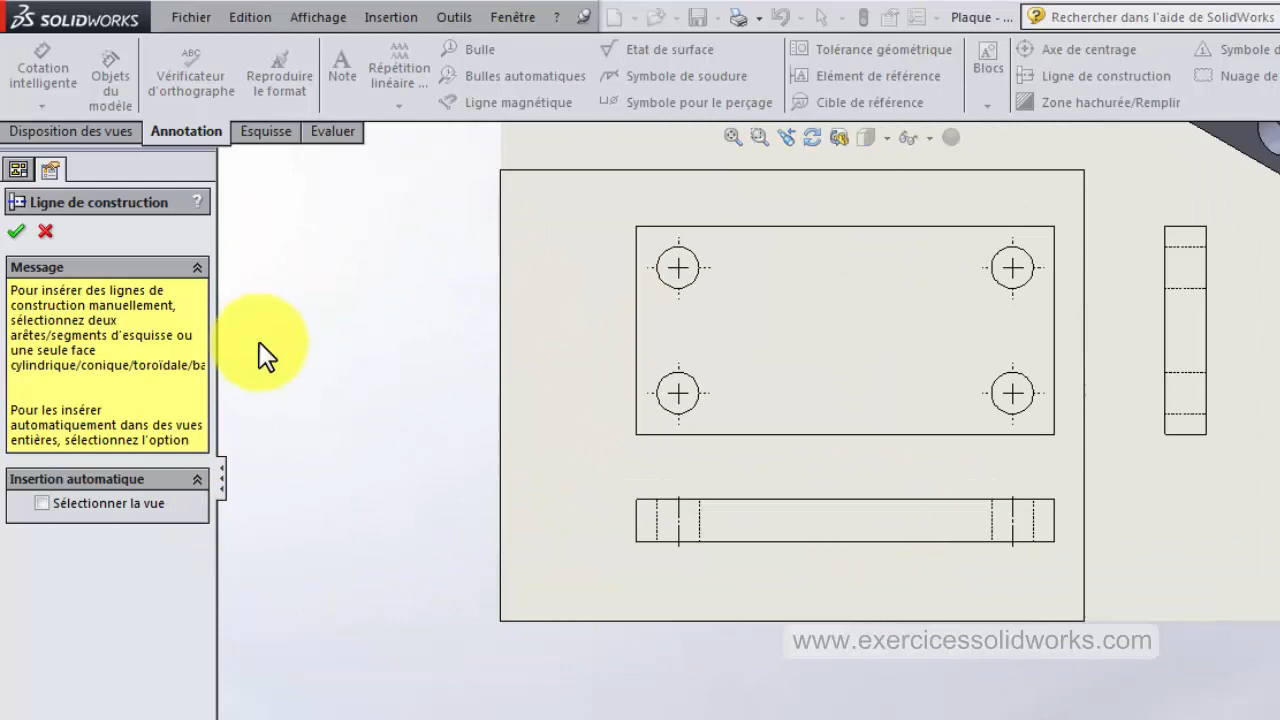 SOLIDWORKS
Fichier Edition Affichage Insertion Outils Fenêtre ?
Plaque - ...
Rechercher dans l'aide de SolidWorks
Cotation intelligente
Objets du modèle
ABC
Vérificateur d'orthographe
Reproduire le format
A
Note
AAA
AAA
Répétition linéaire ...
Bulle
Bulles automatiques
Ligne magnétique
Etat de surface
Symbole de soudure
Symbole pour le perçage
Tolérance géométrique
Elément de référence
Cible de référence
A
Blocs
Axe de centrage
Ligne de construction
Zone hachurée/Remplir
Symbole d
Nuage de
Disposition des vues
Annotation
Esquisse
Evaluer
Ligne de construction ?
Message
Pour insérer des lignes de
construction manuellement,
sélectionnez deux
arêtes/segments d'esquisse ou
une seule face
cylindrique/conique/toroïdale/ba
Pour les insérer
automatiquement dans des vues
entières, sélectionnez l'option
Insertion automatique
Sélectionner la vue
www.exercicessolidworks.com